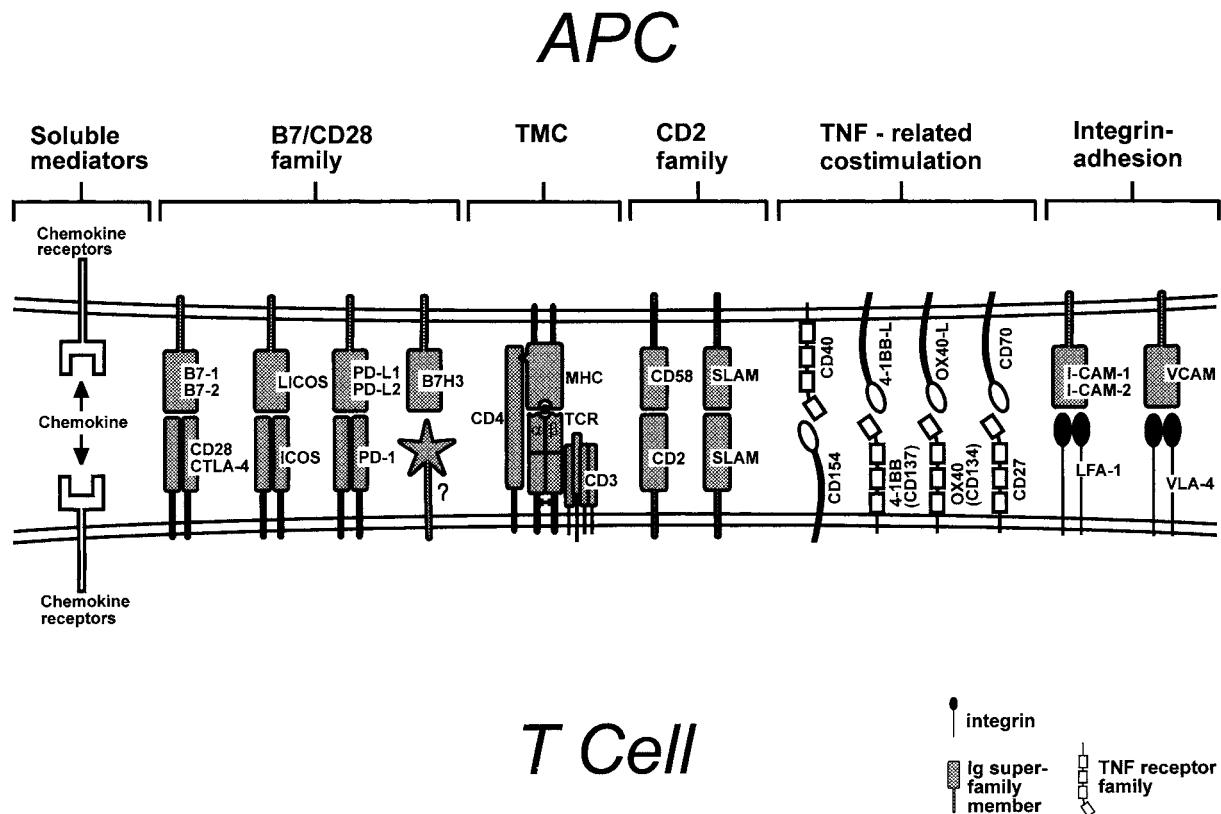 APC
Soluble
mediators
B7/CD28
family
TMC
CD2
family
TNF - related
costimulation
Integrin-
adhesion
Chemokine
receptors
B7-1
B7-2
LICOS
PD-L1
PD-L2
B7H3
MHC
CD58
SLAM
CD40
4-1BB-L
OX40-L
CD70
I-CAM-1
I-CAM-2
VCAM
Chemokine
CD4
TCR
α β
CD28
CTLA-4
ICOS
PD-1
?
CD3
CD2
SLAM
CD154
4-1BB
(CD137)
OX40
(CD134)
CD27
LFA-1
VLA-4
Chemokine
receptors
T Cell
integrin
Ig super-
family
member
TNF receptor
family